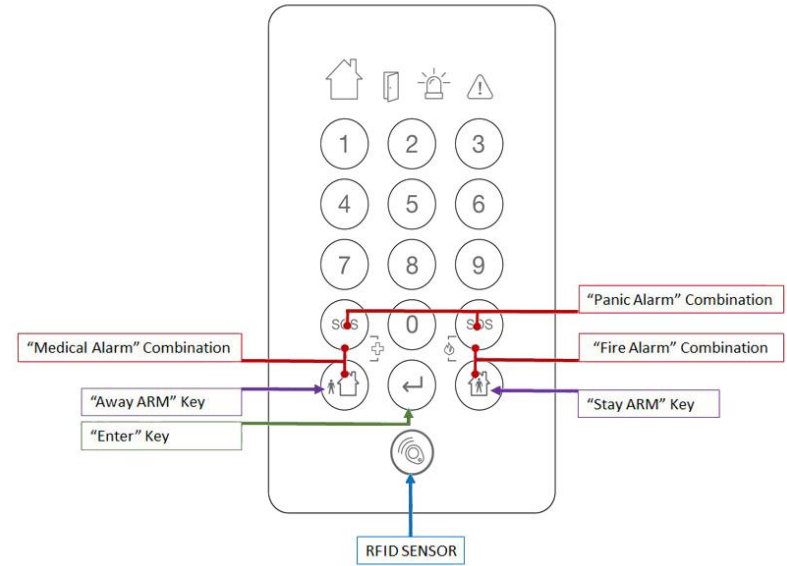 1 2 3
4 5 6
7 8 9
“Panic Alarm” Combination
SOS 0 SOS
“Medical Alarm” Combination
“Fire Alarm” Combination
“Away ARM” Key
“Stay ARM” Key
“Enter” Key
RFID SENSOR